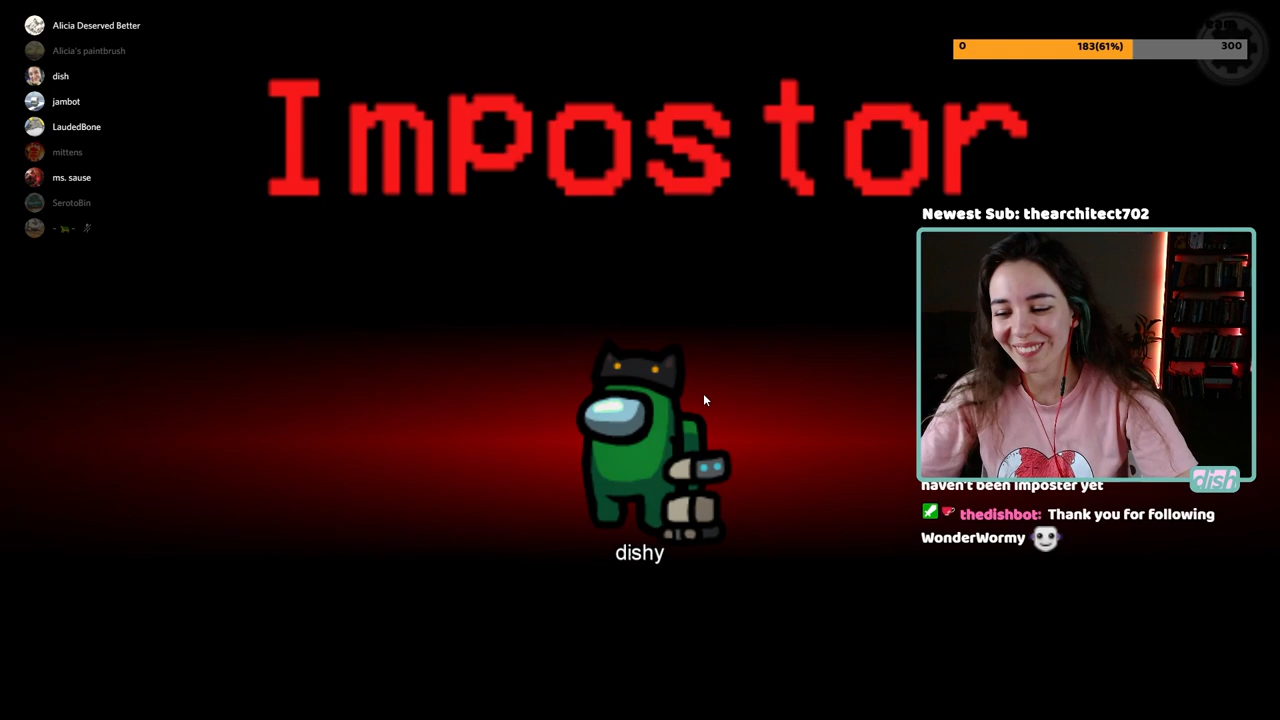 Alicia Deserved Better
Alicia's paintbrush
dish
jambot
LaudedBone
mittens
ms. sause
SerotoBin
Impostor
0 183(61%) 300
Newest Sub: thearchitect702
dish
haven't been imposter yet
thedishbot: Thank you for following
WonderWormy
dishy